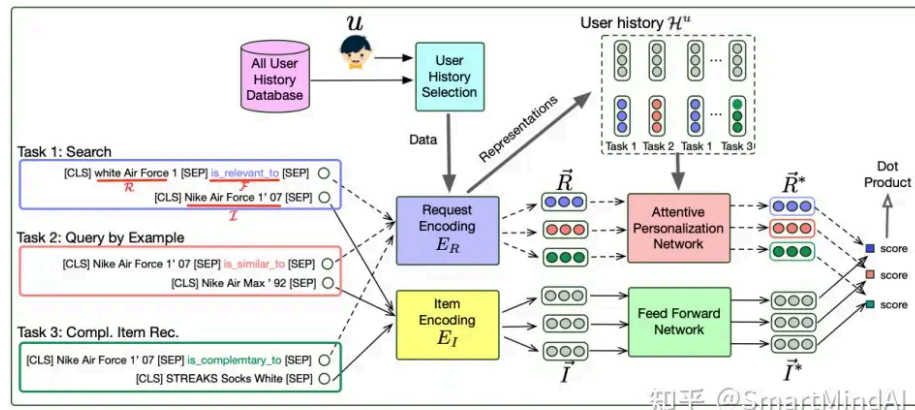 u
User history 𝓗ᵘ
All User
History
Database
User
History
Selection
Data
Representations
...
...
Task 1 Task 2 Task 1 Task 3
Dot
Product
Task 1: Search
[CLS] white Air Force 1 [SEP] is_relevant_to [SEP]
R F
[CLS] Nike Air Force 1' 07 [SEP]
I
Task 2: Query by Example
[CLS] Nike Air Force 1' 07 [SEP] is_similar_to [SEP]
[CLS] Nike Air Max ' 92 [SEP]
Task 3: Compl. Item Rec.
[CLS] Nike Air Force 1' 07 [SEP] is_complemtary_to [SEP]
[CLS] STREAKS Socks White [SEP]
Request
Encoding
E_R
Item
Encoding
E_I
R⃗
I⃗
Attentive
Personalization
Network
Feed Forward
Network
R⃗*
I⃗*
score
score
score
知乎 @SmartMindAI